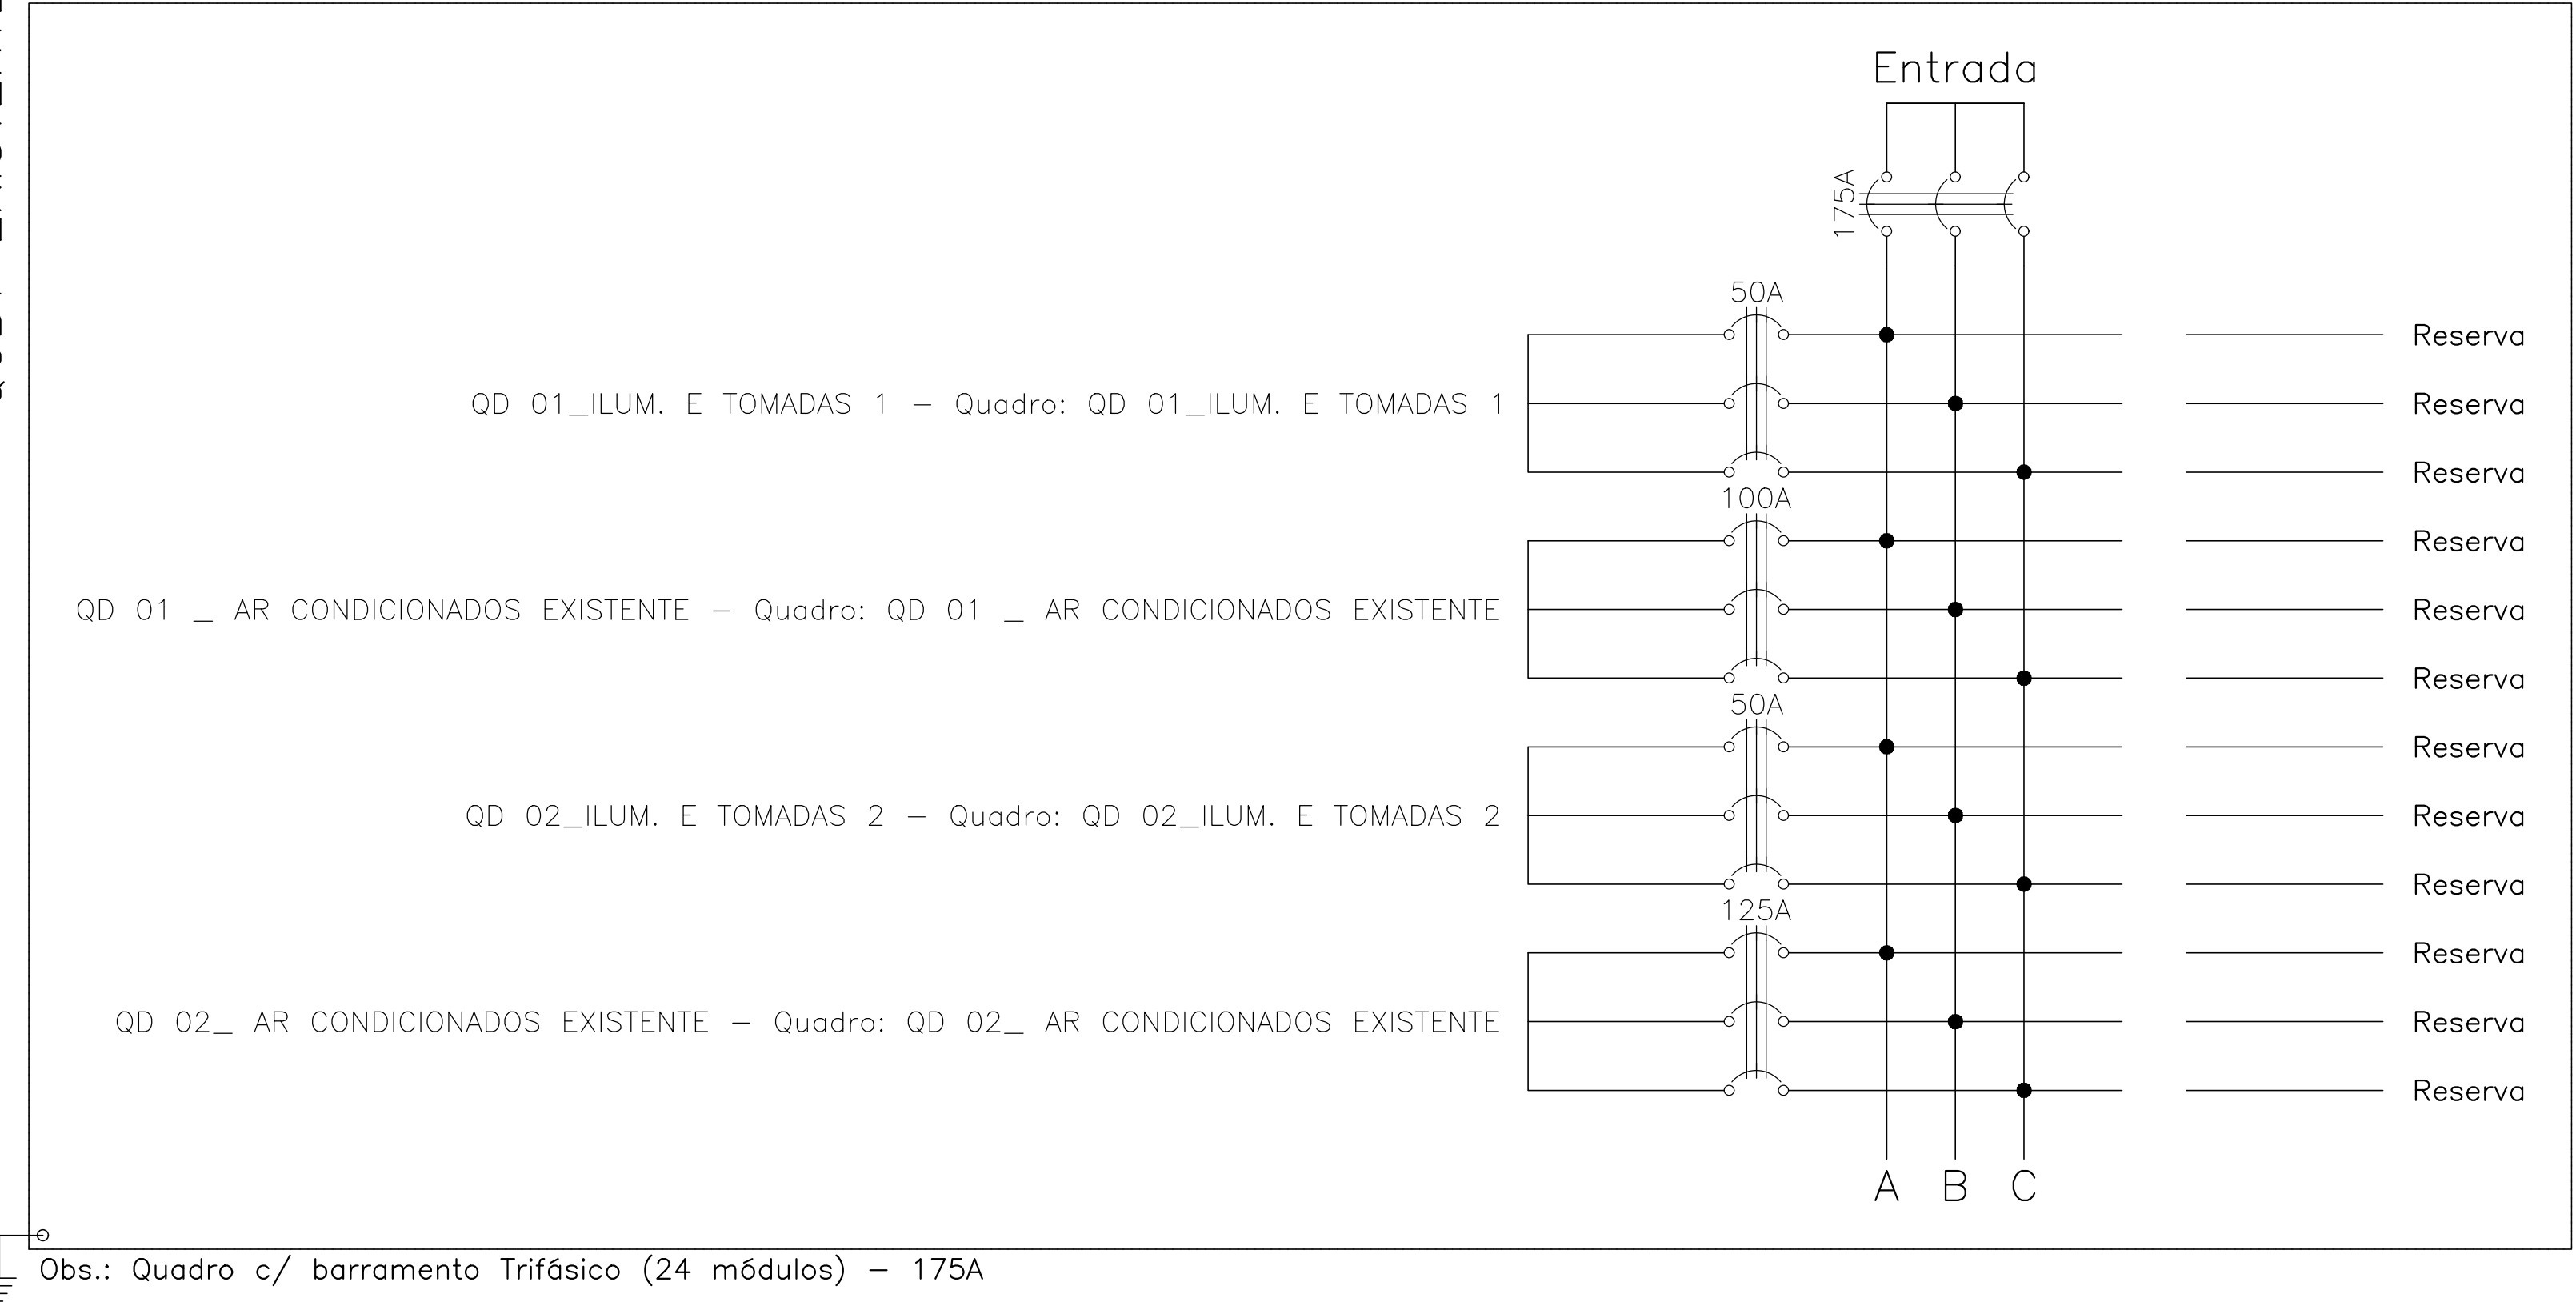 Entrada
175A
50A
Reserva
QD 01_ILUM. E TOMADAS 1 – Quadro: QD 01_ILUM. E TOMADAS 1
Reserva
Reserva
100A
Reserva
QD 01 _ AR CONDICIONADOS EXISTENTE – Quadro: QD 01 _ AR CONDICIONADOS EXISTENTE
Reserva
Reserva
50A
Reserva
QD 02_ILUM. E TOMADAS 2 – Quadro: QD 02_ILUM. E TOMADAS 2
Reserva
Reserva
125A
Reserva
QD 02_ AR CONDICIONADOS EXISTENTE – Quadro: QD 02_ AR CONDICIONADOS EXISTENTE
Reserva
Reserva
A B C
Obs.: Quadro c/ barramento Trifásico (24 módulos) – 175A